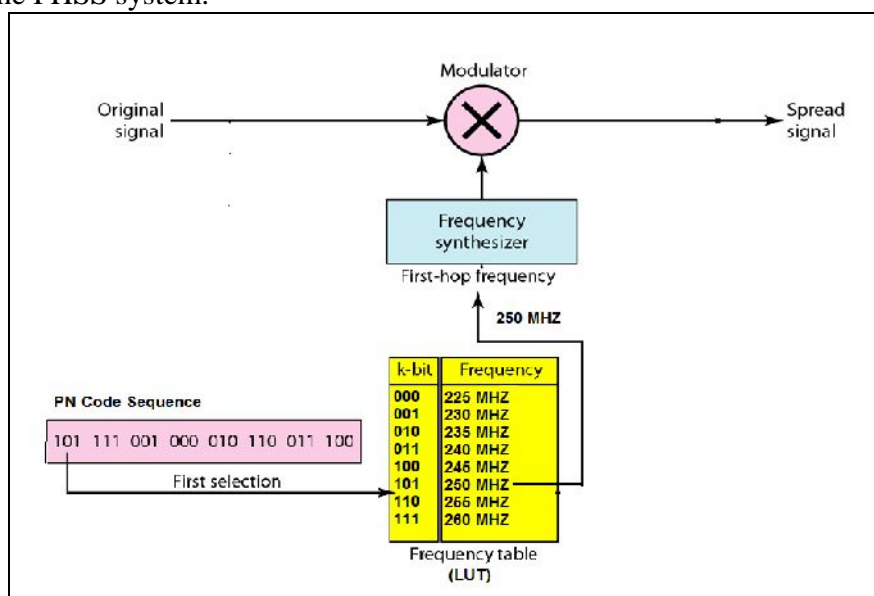 the FHSS system.
Modulator
Original
signal
Spread
signal
Frequency
synthesizer
First-hop frequency
250 MHZ
k-bit Frequency
000 225 MHZ
001 230 MHZ
010 235 MHZ
011 240 MHZ
100 245 MHZ
101 250 MHZ
110 255 MHZ
111 260 MHZ
PN Code Sequence
101 111 001 000 010 110 011 100
First selection
Frequency table
(LUT)